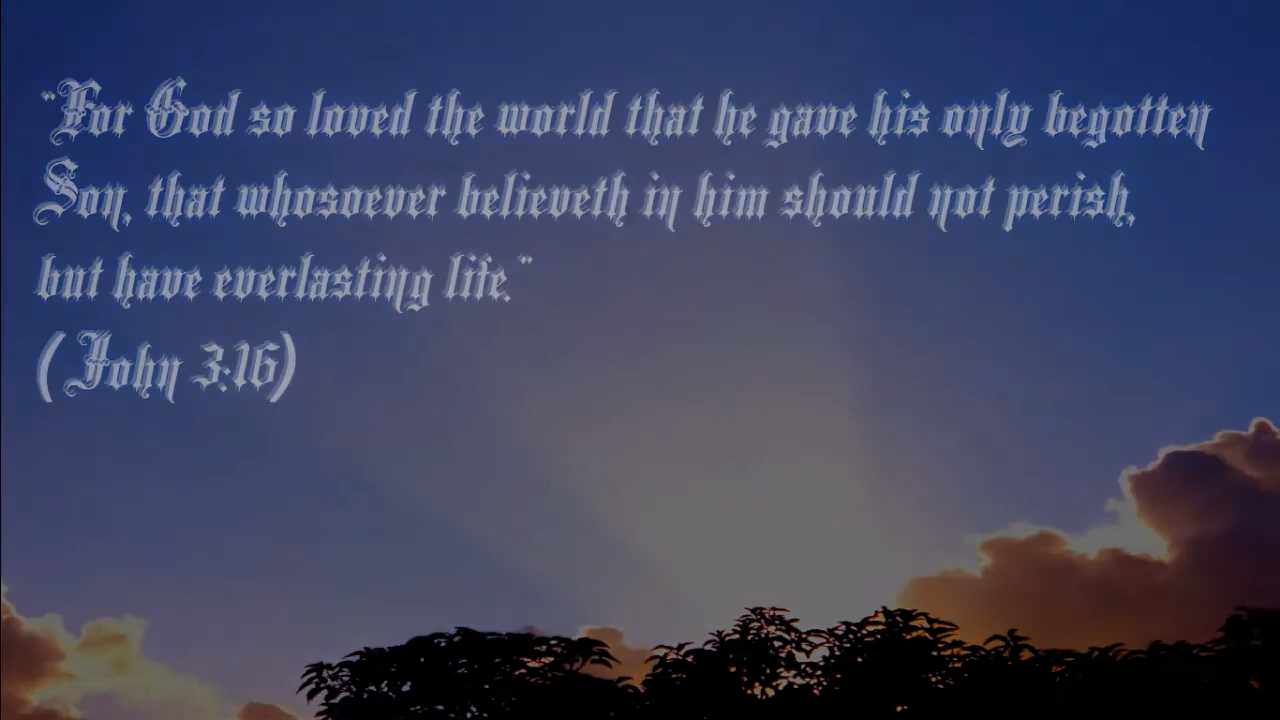 "For God so loved the world that he gave his only begotten
Son, that whosoever believeth in him should not perish,
but have everlasting life."
( John 3:16)